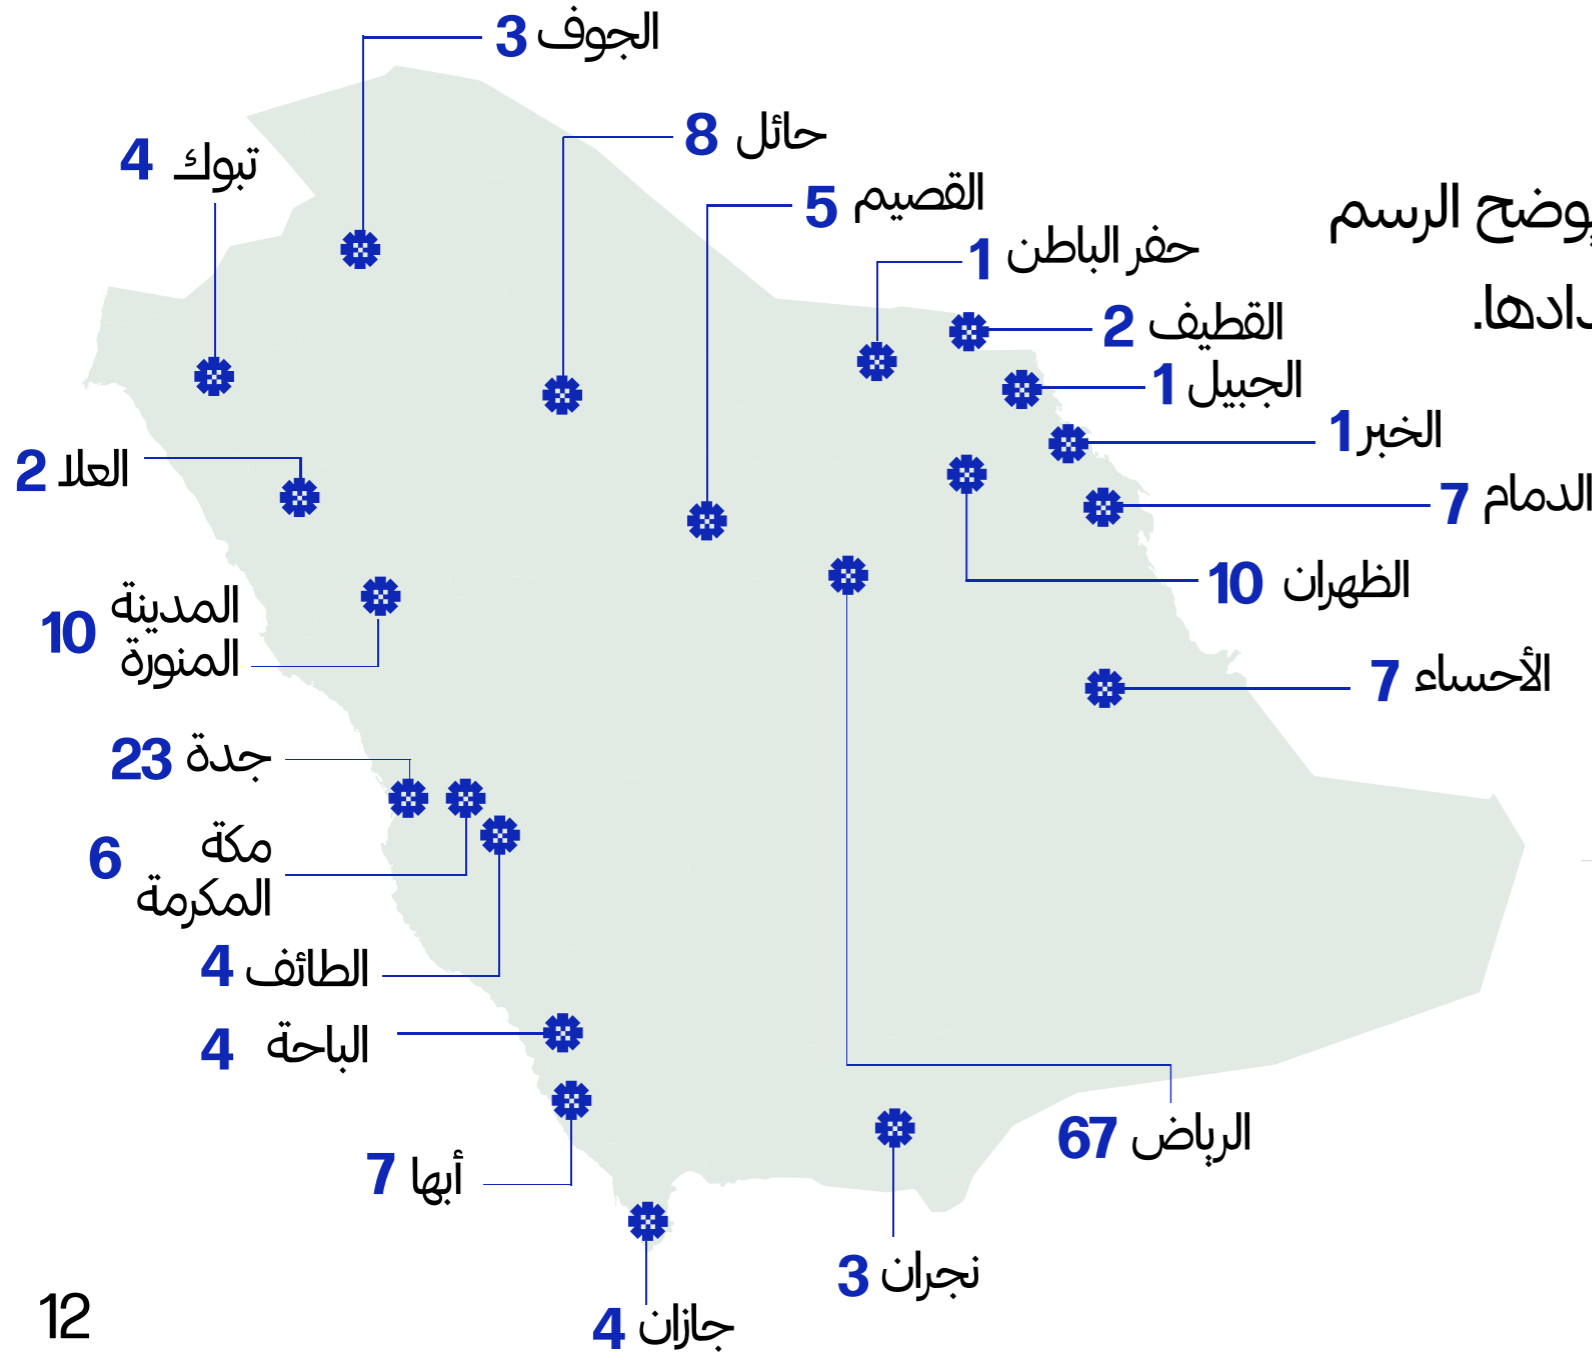 الجوف 3
حائل 8
تبوك 4
القصيم 5
يوضح الرسم
حفر الباطن 1
القطيف 2
دادها.
الجبيل 1
الخبر 1
العلا 2
الدمام 7
الظهران 10
المدينة
المنورة 10
الأحساء 7
جدة 23
مكة
المكرمة 6
الطائف 4
الباحة 4
الرياض 67
أبها 7
نجران 3
جازان 4
12